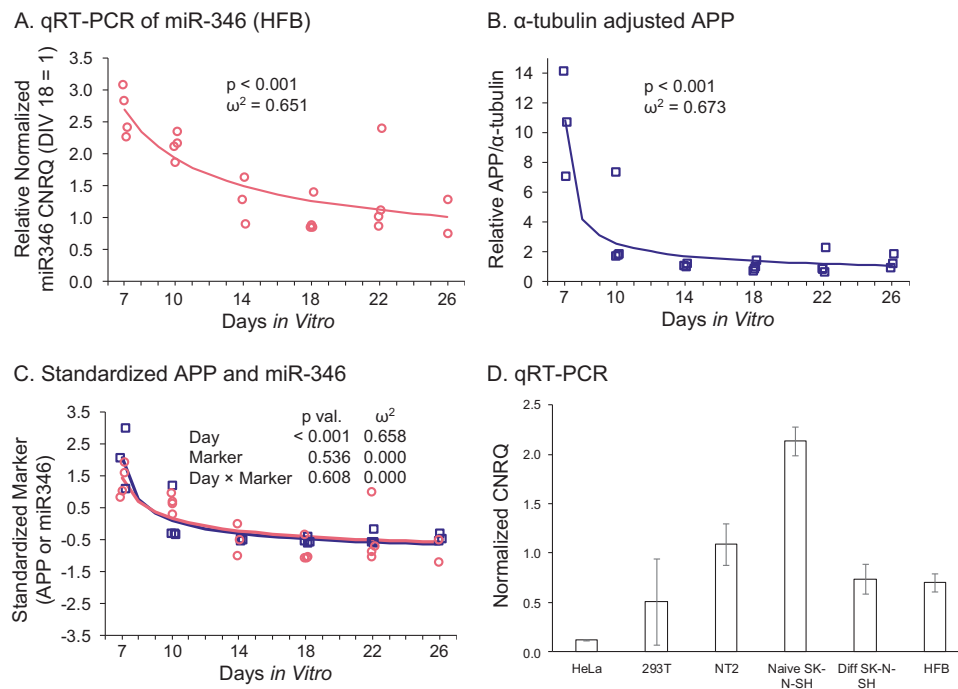 A. qRT-PCR of miR-346 (HFB)
Relative Normalized
miR346 CNRQ (DIV 18 = 1)
3.5
3.0
2.5
2.0
1.5
1.0
0.5
0.0
p < 0.001
ω² = 0.651
7 10 14 18 22 26
Days in Vitro
B. α-tubulin adjusted APP
Relative APP/α-tubulin
14
12
10
8
6
4
2
0
p < 0.001
ω² = 0.673
7 10 14 18 22 26
Days in Vitro
C. Standardized APP and miR-346
Standardized Marker
(APP or miR346)
3.5
2.5
1.5
0.5
-0.5
-1.5
-2.5
-3.5
p val. ω²
Day < 0.001 0.658
Marker 0.536 0.000
Day × Marker 0.608 0.000
7 10 14 18 22 26
Days in Vitro
D. qRT-PCR
Normalized CNRQ
2.5
2.0
1.5
1.0
0.5
0.0
HeLa 293T NT2 Naive SK- Diff SK-N- HFB
N-SH SH